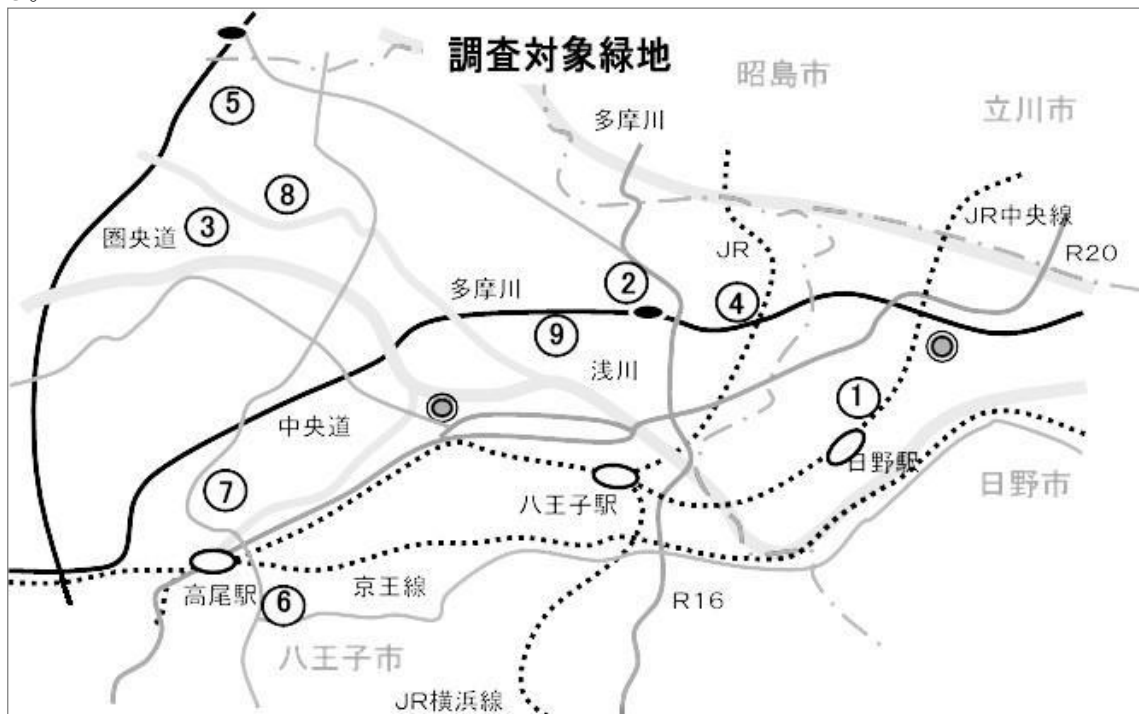 調査対象緑地
昭島市
立川市
多摩川
⑤
⑧
③
圏央道
JR中央線
R20
JR
②
④
多摩川
⑨
浅川
①
中央道
日野駅
日野市
⑦
八王子駅
高尾駅
⑥
京王線
R16
八王子市
JR横浜線